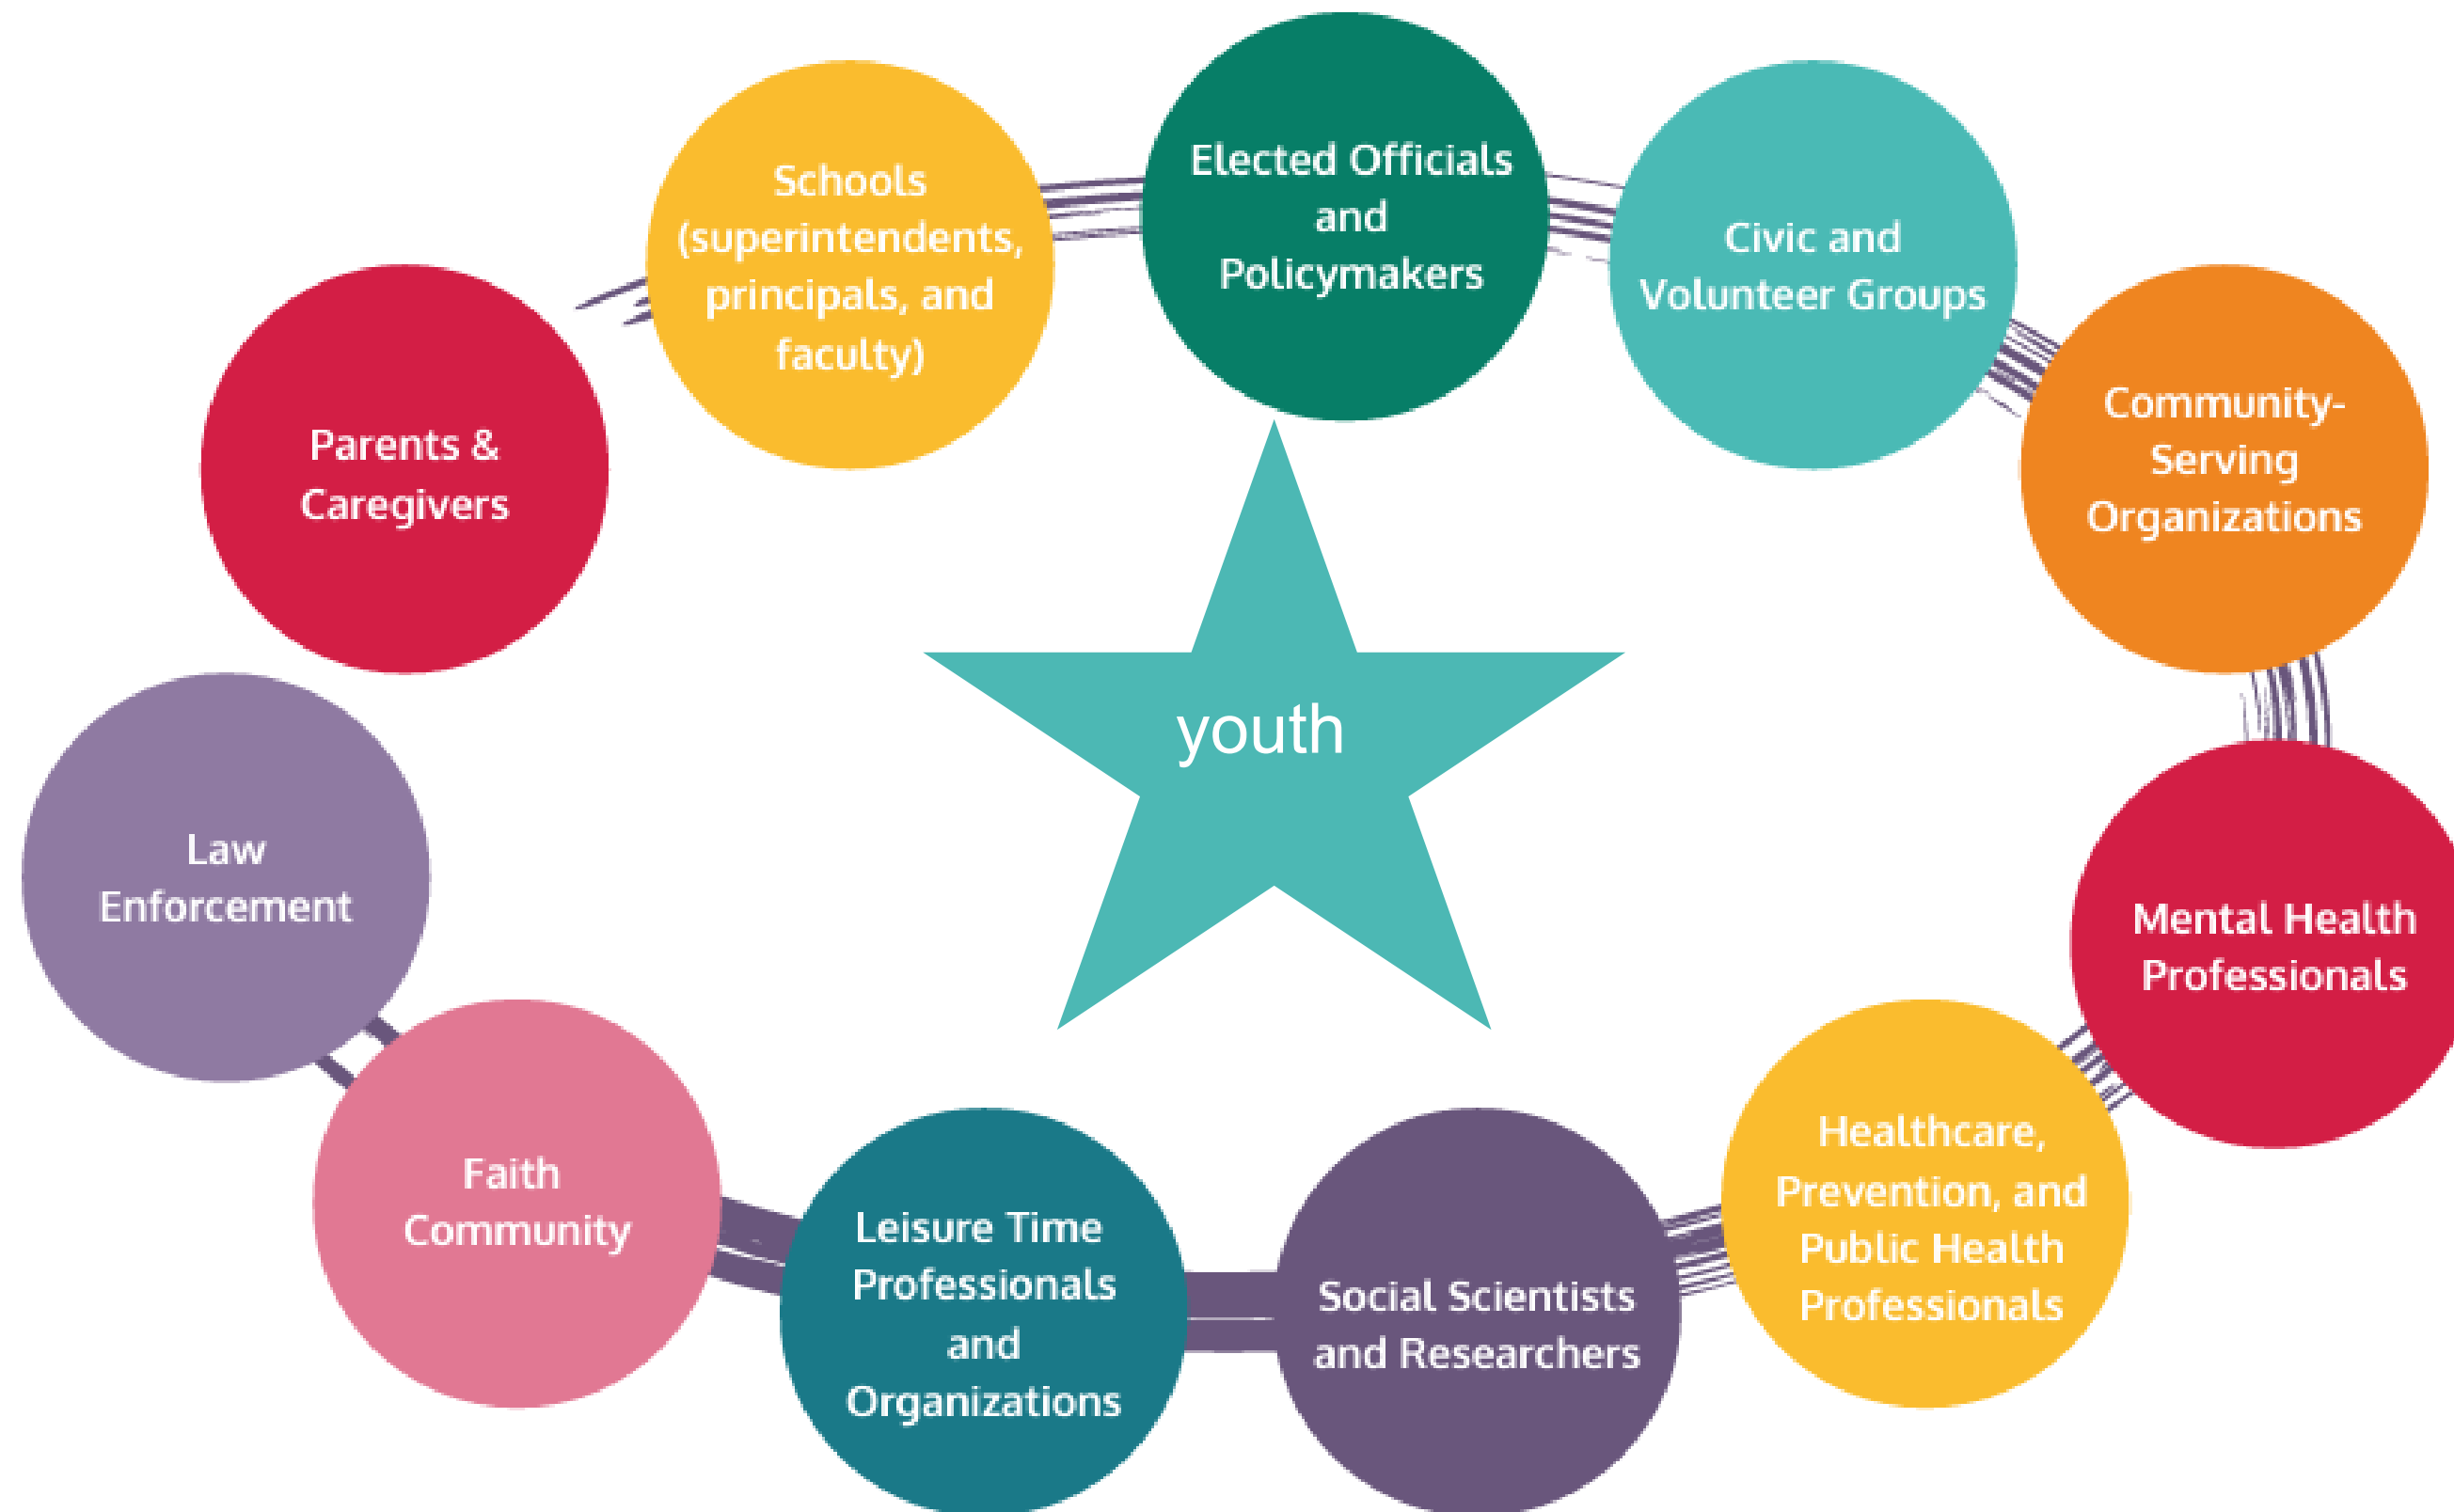 Elected Officials
and
Policymakers
Schools
(superintendents,
principals, and
faculty)
Civic and
Volunteer Groups
Parents &
Caregivers
Community-
Serving
Organizations
youth
Law
Enforcement
Mental Health
Professionals
Faith
Community
Leisure Time
Professionals
and
Organizations
Social Scientists
and Researchers
Healthcare,
Prevention, and
Public Health
Professionals